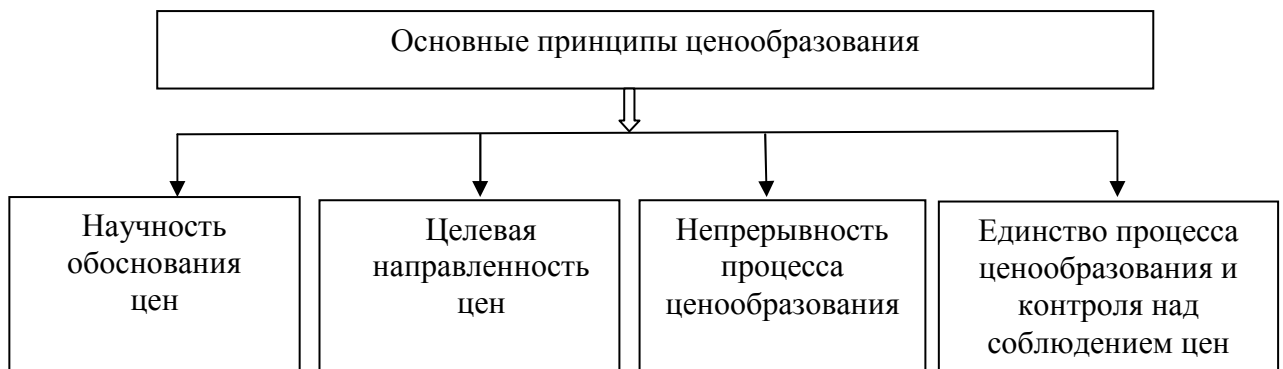 Основные принципы ценообразования
Научность
обоснования
цен
Целевая
направленность
цен
Непрерывность
процесса
ценообразования
Единство процесса
ценообразования и
контроля над
соблюдением цен